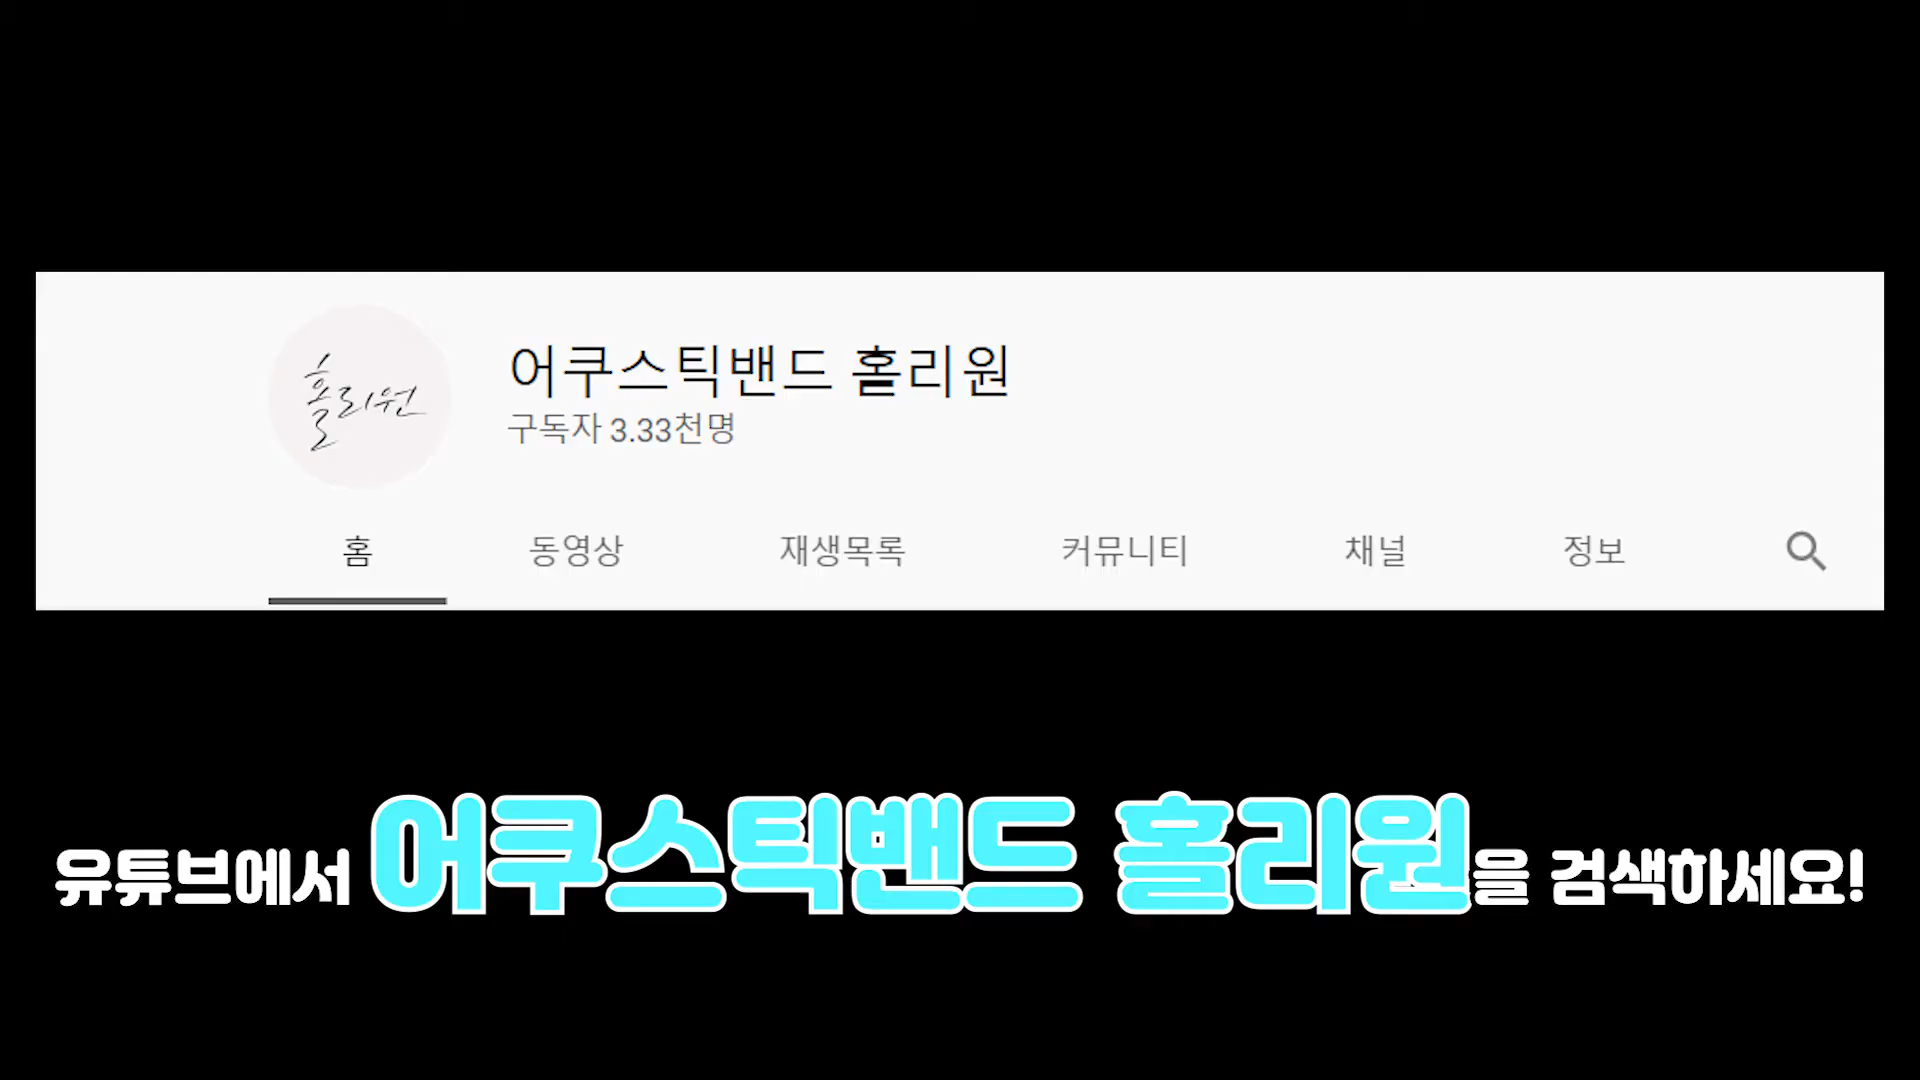 홀리원
어쿠스틱밴드 홀리원
구독자 3.33천명
홈 동영상 재생목록 커뮤니티 채널 정보
유튜브에서 어쿠스틱밴드 홀리원을 검색하세요!